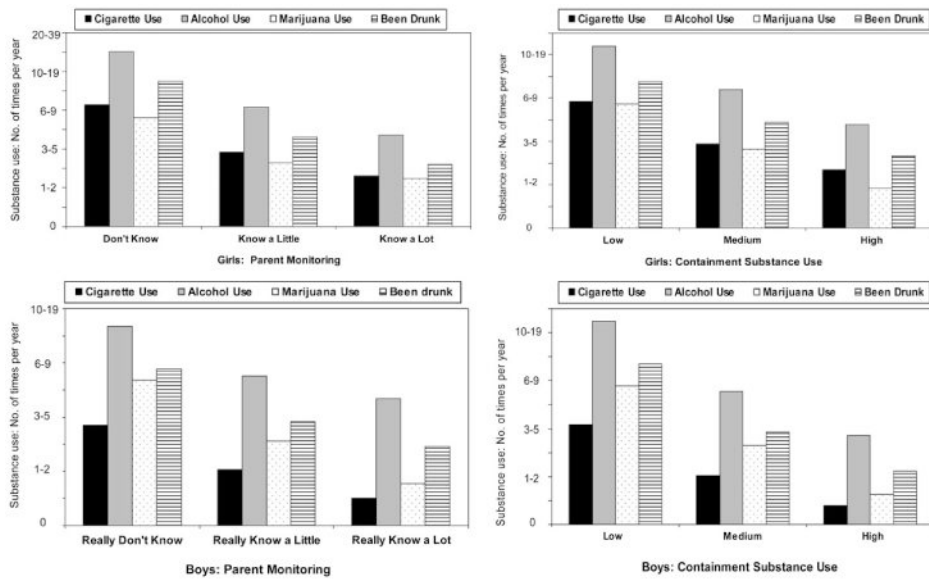 Cigarette Use Alcohol Use Marijuana Use Been Drunk
Substance use: No. of times per year
20-39
10-19
6-9
3-5
1-2
0
Don't Know Know a Little Know a Lot
Girls: Parent Monitoring
Cigarette Use Alcohol Use Marijuana Use Been Drunk
Substance use: No. of times per year
10-19
6-9
3-5
1-2
0
Low Medium High
Girls: Containment Substance Use
Cigarette Use Alcohol Use Marijuana Use Been drunk
Substance use: No. of times per year
10-19
6-9
3-5
1-2
0
Really Don't Know Really Know a Little Really Know a Lot
Boys: Parent Monitoring
Cigarette Use Alcohol Use Marijuana Use Been Drunk
Substance use: No. of times per year
10-19
6-9
3-5
1-2
0
Low Medium High
Boys: Containment Substance Use